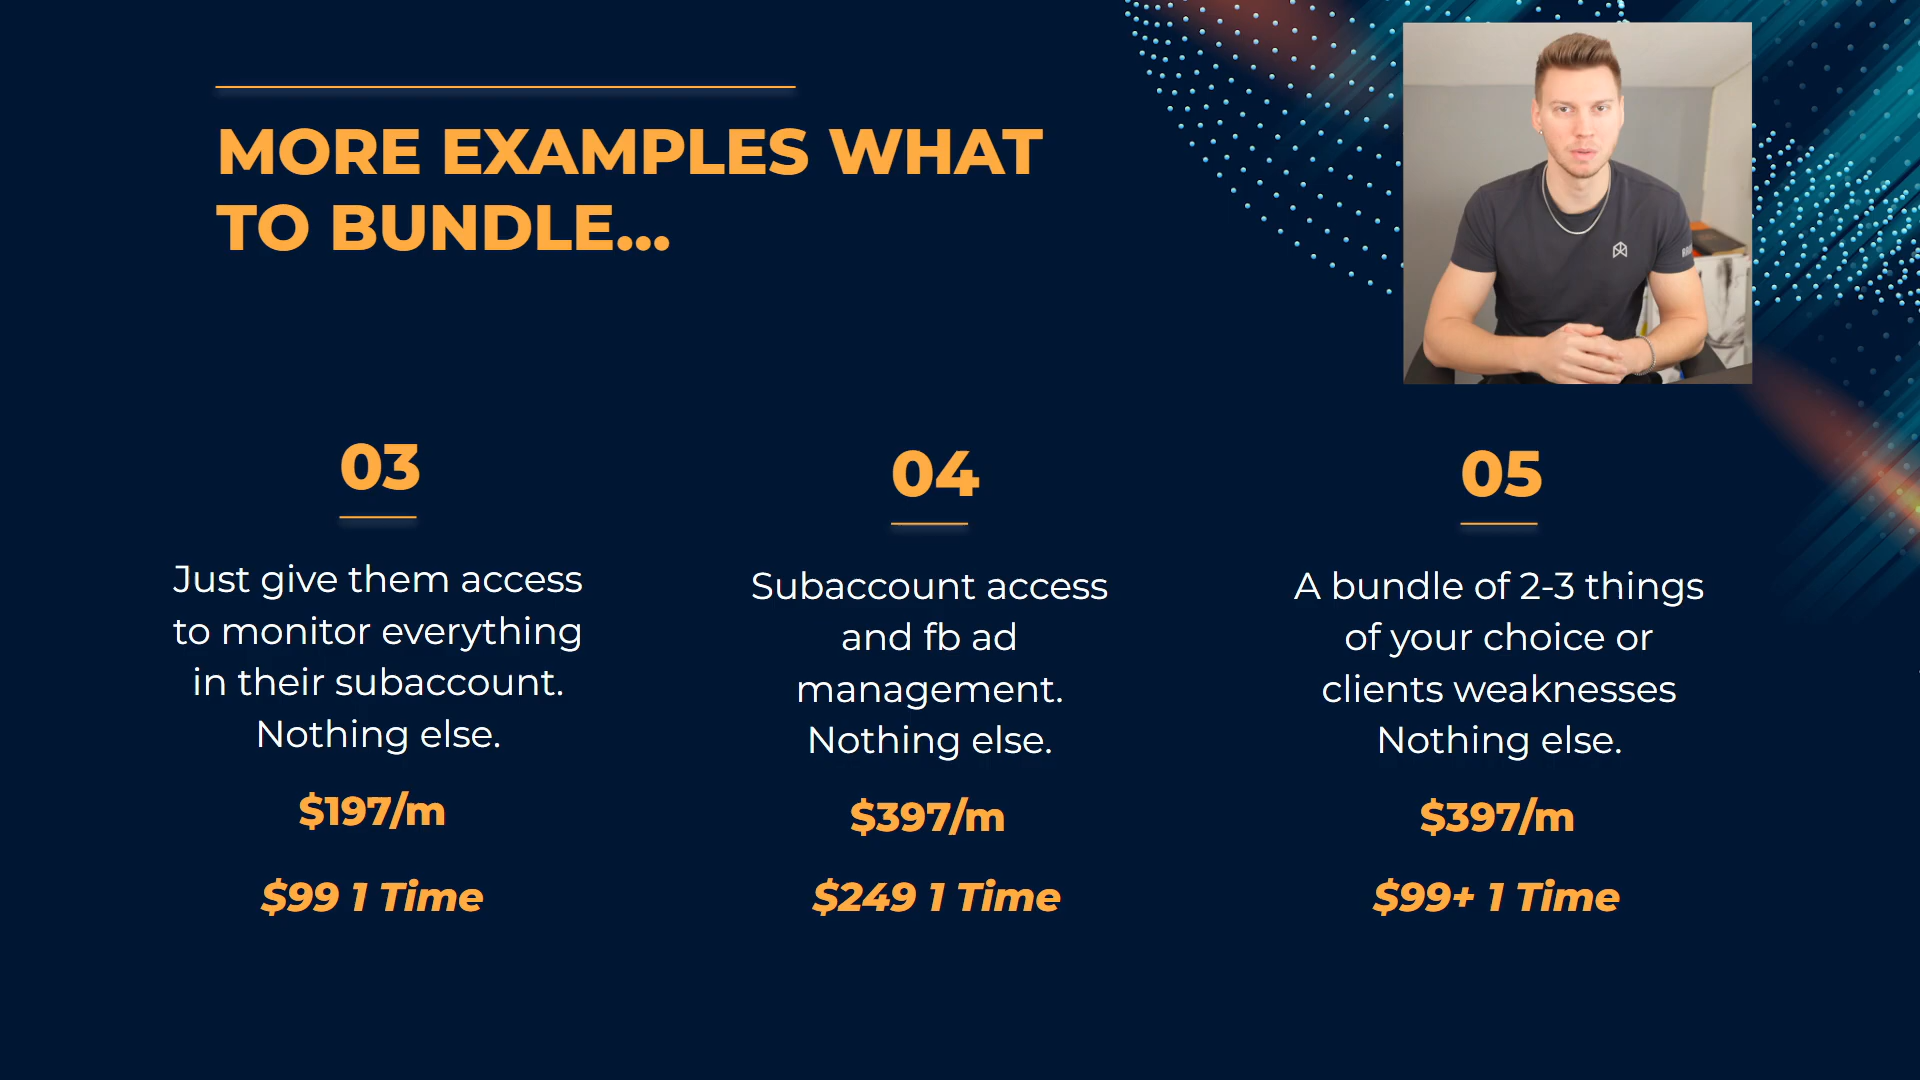 MORE EXAMPLES WHAT
TO BUNDLE...
03
Just give them access
to monitor everything
in their subaccount.
Nothing else.
$197/m
$99 1 Time
04
Subaccount access
and fb ad
management.
Nothing else.
$397/m
$249 1 Time
05
A bundle of 2-3 things
of your choice or
clients weaknesses
Nothing else.
$397/m
$99+ 1 Time